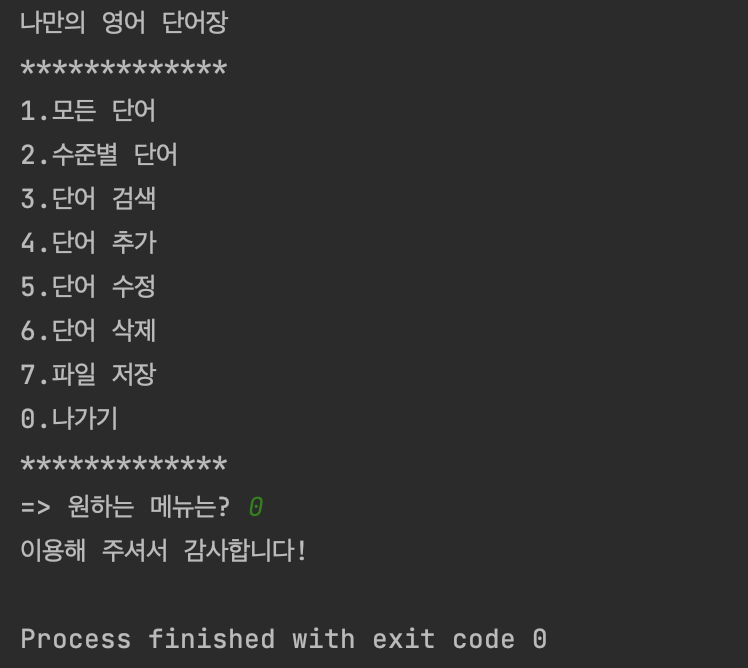 나만의 영어 단어장
*************
1.모든 단어
2.수준별 단어
3.단어 검색
4.단어 추가
5.단어 수정
6.단어 삭제
7.파일 저장
0.나가기
*************
=> 원하는 메뉴는? 0
이용해 주셔서 감사합니다!
Process finished with exit code 0